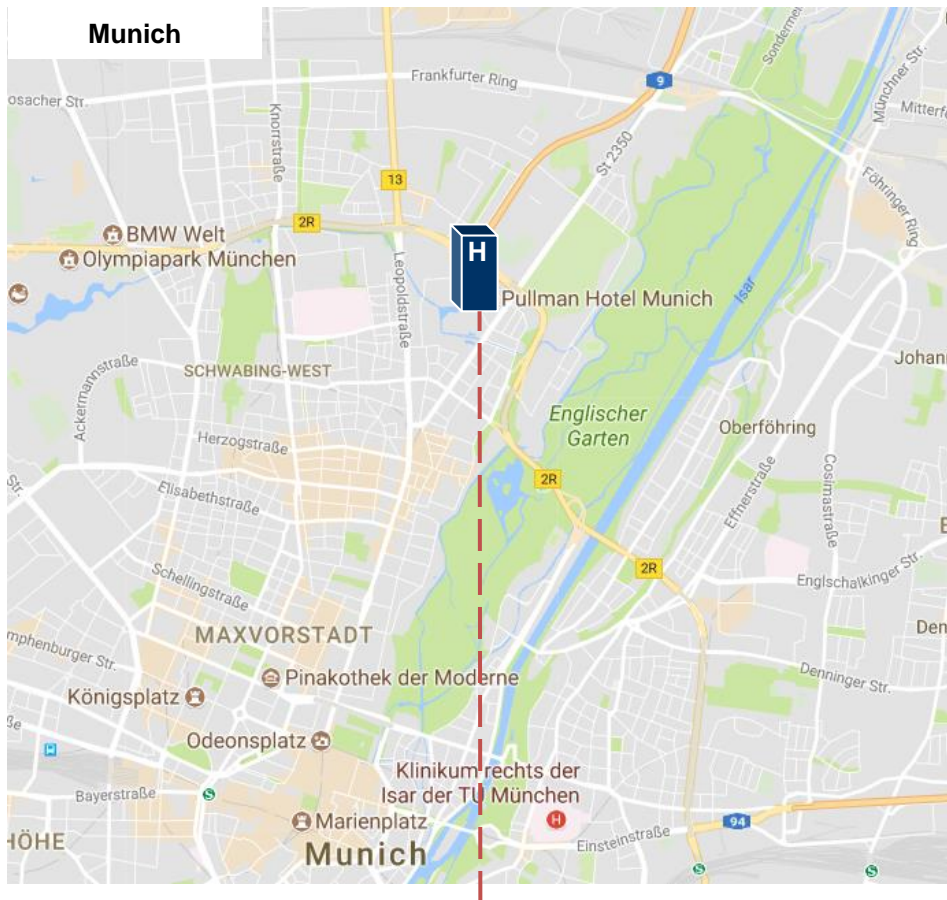 Munich
Frankfurter Ring
9
Sondermen
Münchner Str.
osacher Str.
Mitterfe
Knorrstraße
St 2350
13
Föhringer Ring
2R
BMW Welt
Olympiapark München
H
Leopoldstraße
Isar
Pullman Hotel Munich
Johann
SCHWABING-WEST
Ackermannstraße
Englischer
Garten
Oberföhring
Herzogstraße
Cosimastraße
Effnerstraße
2R
Elisabethstraße
Str.
2R
Schellingstraße
Englschalkinger Str.
MAXVORSTADT
Den
mphenburger Str.
Pinakothek der Moderne
Denninger Str.
Königsplatz
Odeonsplatz
Klinikum rechts der
Isar der TU München
Bayerstraße
S
Marienplatz
H
94
HÖHE
Einsteinstraße
Munich
S
S